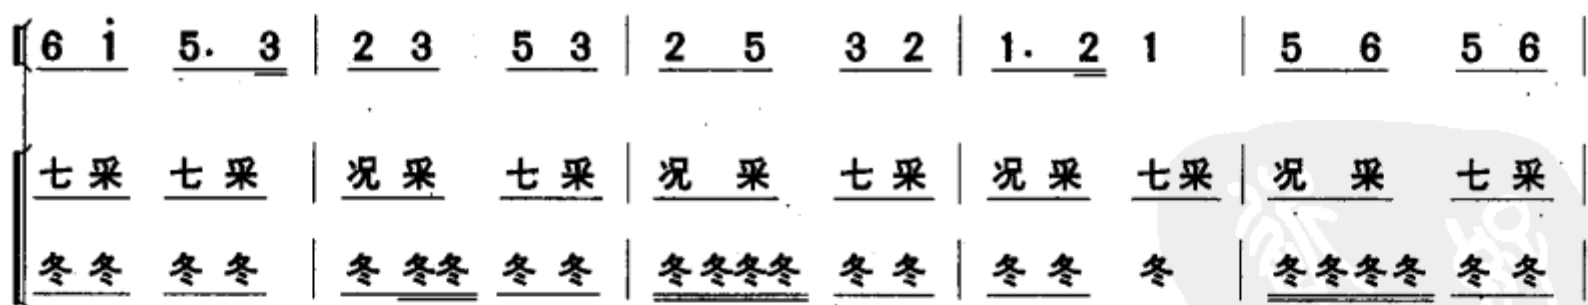 6 i̇ 5. 3 | 2 3 5 3 | 2 5 3 2 | 1. 2 1 | 5 6 5 6 |
七 采 七 采 | 况 采 七 采 | 况 采 七 采 | 况 采 七 采 | 况 采 七 采 |
冬 冬 冬 冬 | 冬 冬冬 冬 冬 | 冬冬冬冬 冬 冬 | 冬 冬 冬 | 冬冬冬冬 冬 冬 |